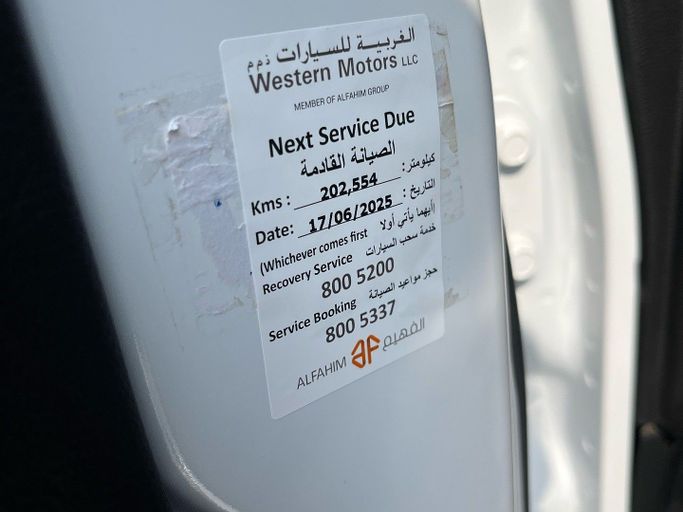 الغربية للسيارات ذ م م
Western Motors LLC
MEMBER OF ALFAHIM GROUP
Next Service Due
الصيانة القادمة
Kms : 202,554 كيلومتر:
Date: 17/06/2025 التاريخ :
(Whichever comes first أيهما يأتي أولا)
Recovery Service خدمة سحب السيارات
800 5200
Service Booking حجز مواعيد الصيانة
800 5337
ALFAHIM الفهيم